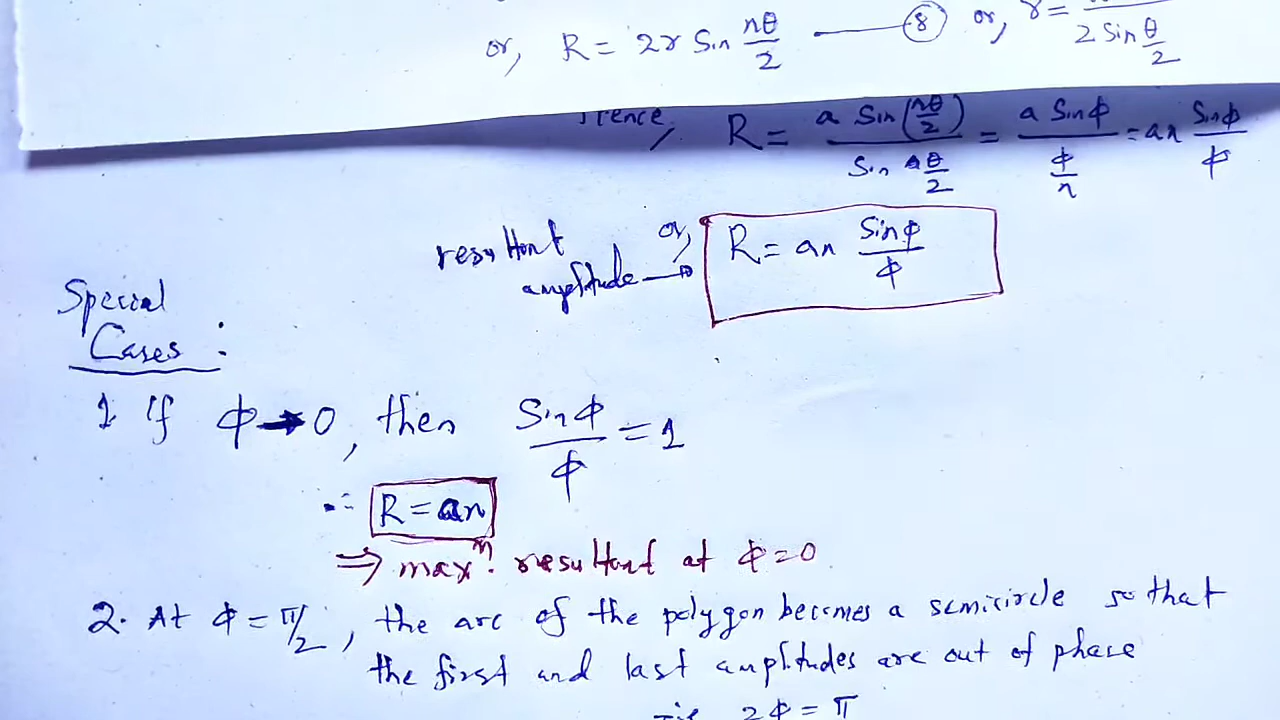 or, R = 2r Sin nθ/2 —— ⑧ or, r = 2 Sin θ/2
Hence, R = a Sin(nθ/2) / Sin θ/2 = a Sinϕ / ϕ/n = an Sinϕ/ϕ
resultant amplitude → or, R = an Sinϕ/ϕ
Special
Cases :
1 If ϕ → 0, then Sinϕ/ϕ = 1
∴ R = an
⇒ maxᵐ. resultant at ϕ = 0
2. At ϕ = π/2, the arc of the polygon becomes a semicircle so that
the first and last amplitudes are out of phase
i.e 2ϕ = π